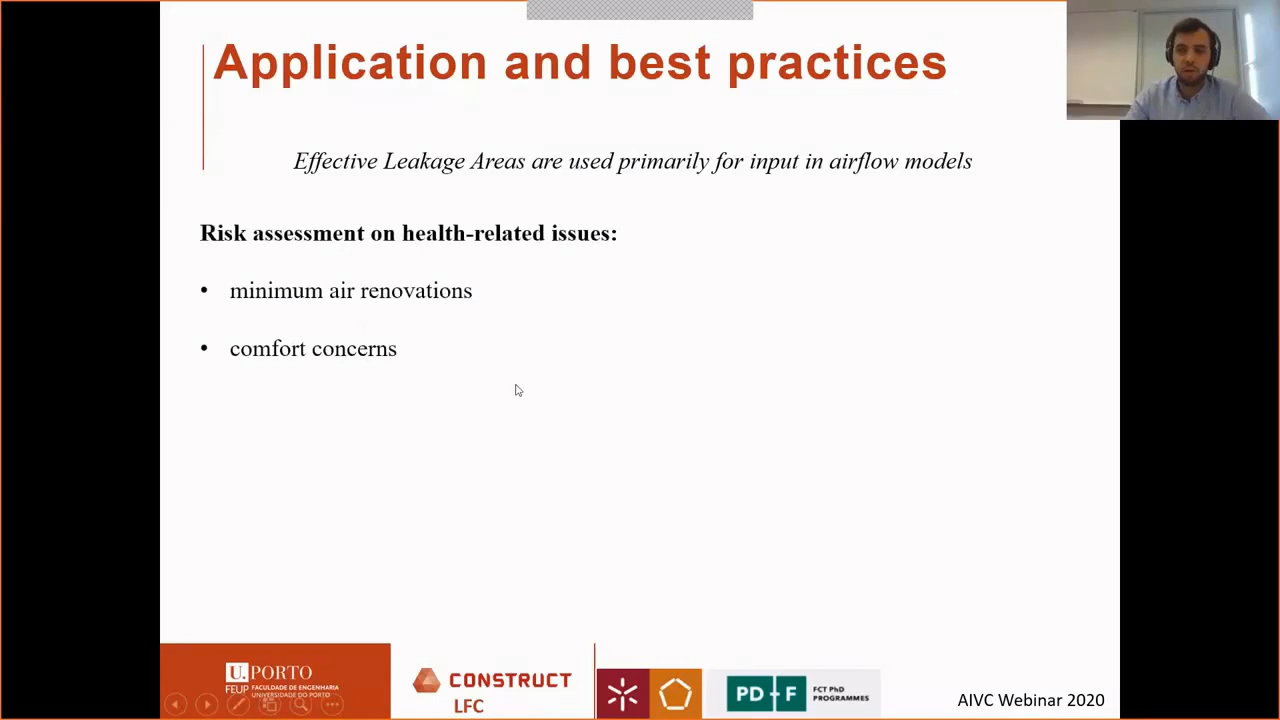 Application and best practices
Effective Leakage Areas are used primarily for input in airflow models
Risk assessment on health-related issues:
• minimum air renovations
• comfort concerns
U.PORTO
FEUP FACULDADE DE ENGENHARIA
UNIVERSIDADE DO PORTO
CONSTRUCT
LFC
PD+F
FCT PhD
PROGRAMMES
AIVC Webinar 2020